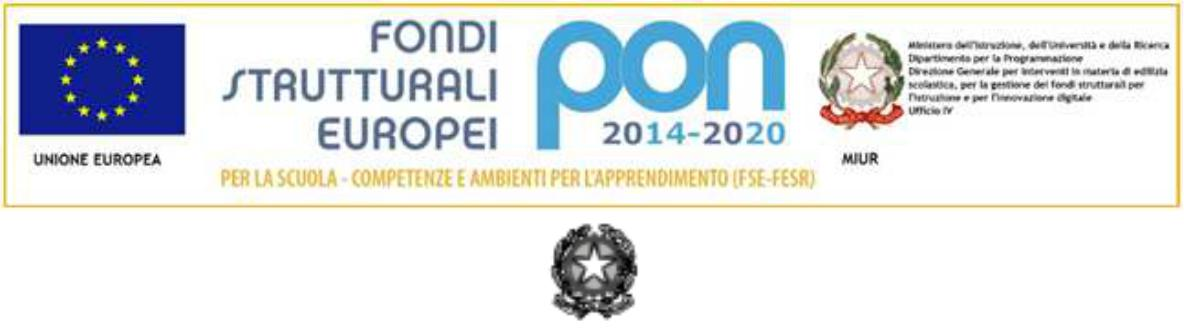 UNIONE EUROPEA
FONDI
STRUTTURALI
EUROPEI
pon
2014-2020
PER LA SCUOLA - COMPETENZE E AMBIENTI PER L'APPRENDIMENTO (FSE-FESR)
MIUR
Ministero dell'Istruzione, dell'Università e della Ricerca
Dipartimento per la Programmazione
Direzione Generale per interventi in materia di edilizia
scolastica, per la gestione dei fondi strutturali per
l'istruzione e per l'innovazione digitale
Ufficio IV